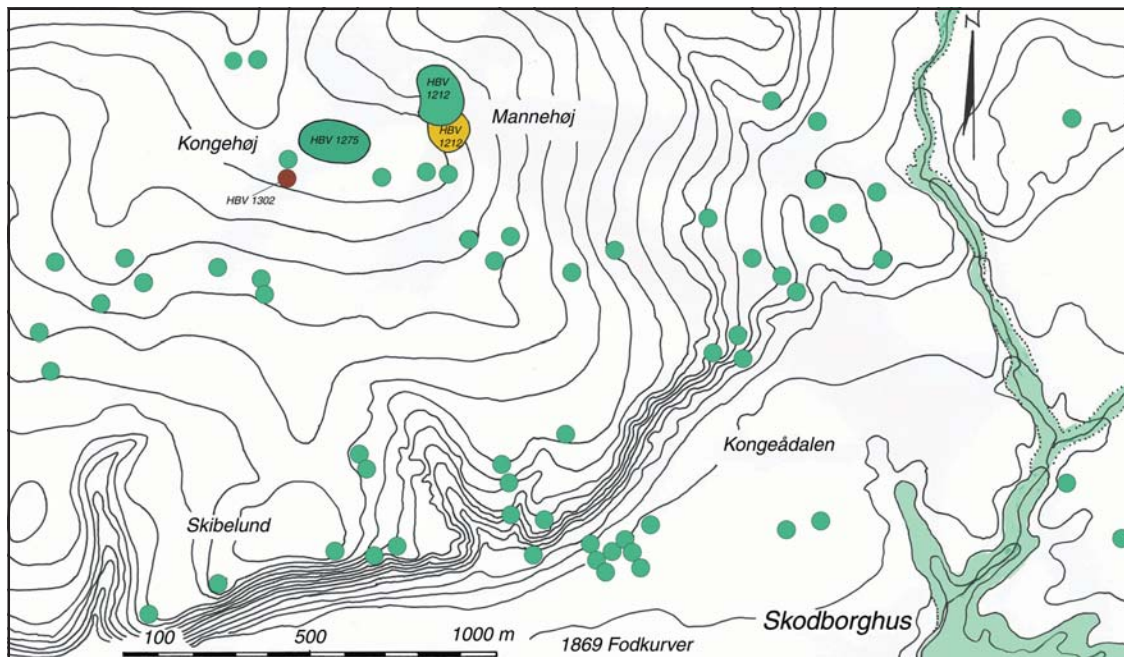 N
HBV
1212
HBV
1212
Mannehøj
Kongehøj
HBV 1275
HBV 1302
Kongeådalen
Skibelund
Skodborghus
100 500 1000 m
1869 Fodkurver